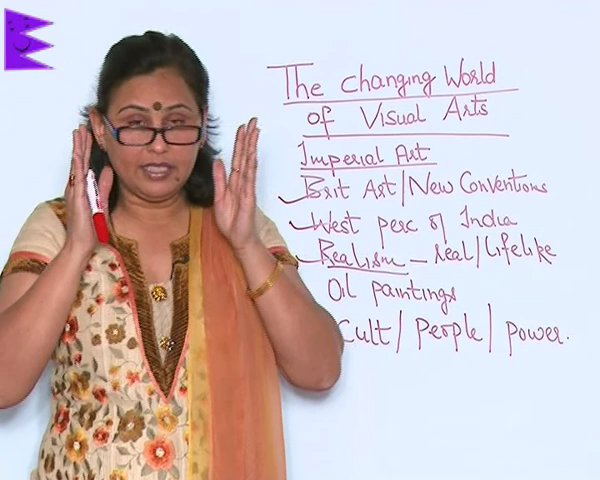 The Changing World
of Visual Arts
Imperial Art
Brit Art/New Conventions
West perc of India
Realism – real/lifelike
Oil paintings
Cult/People/power.